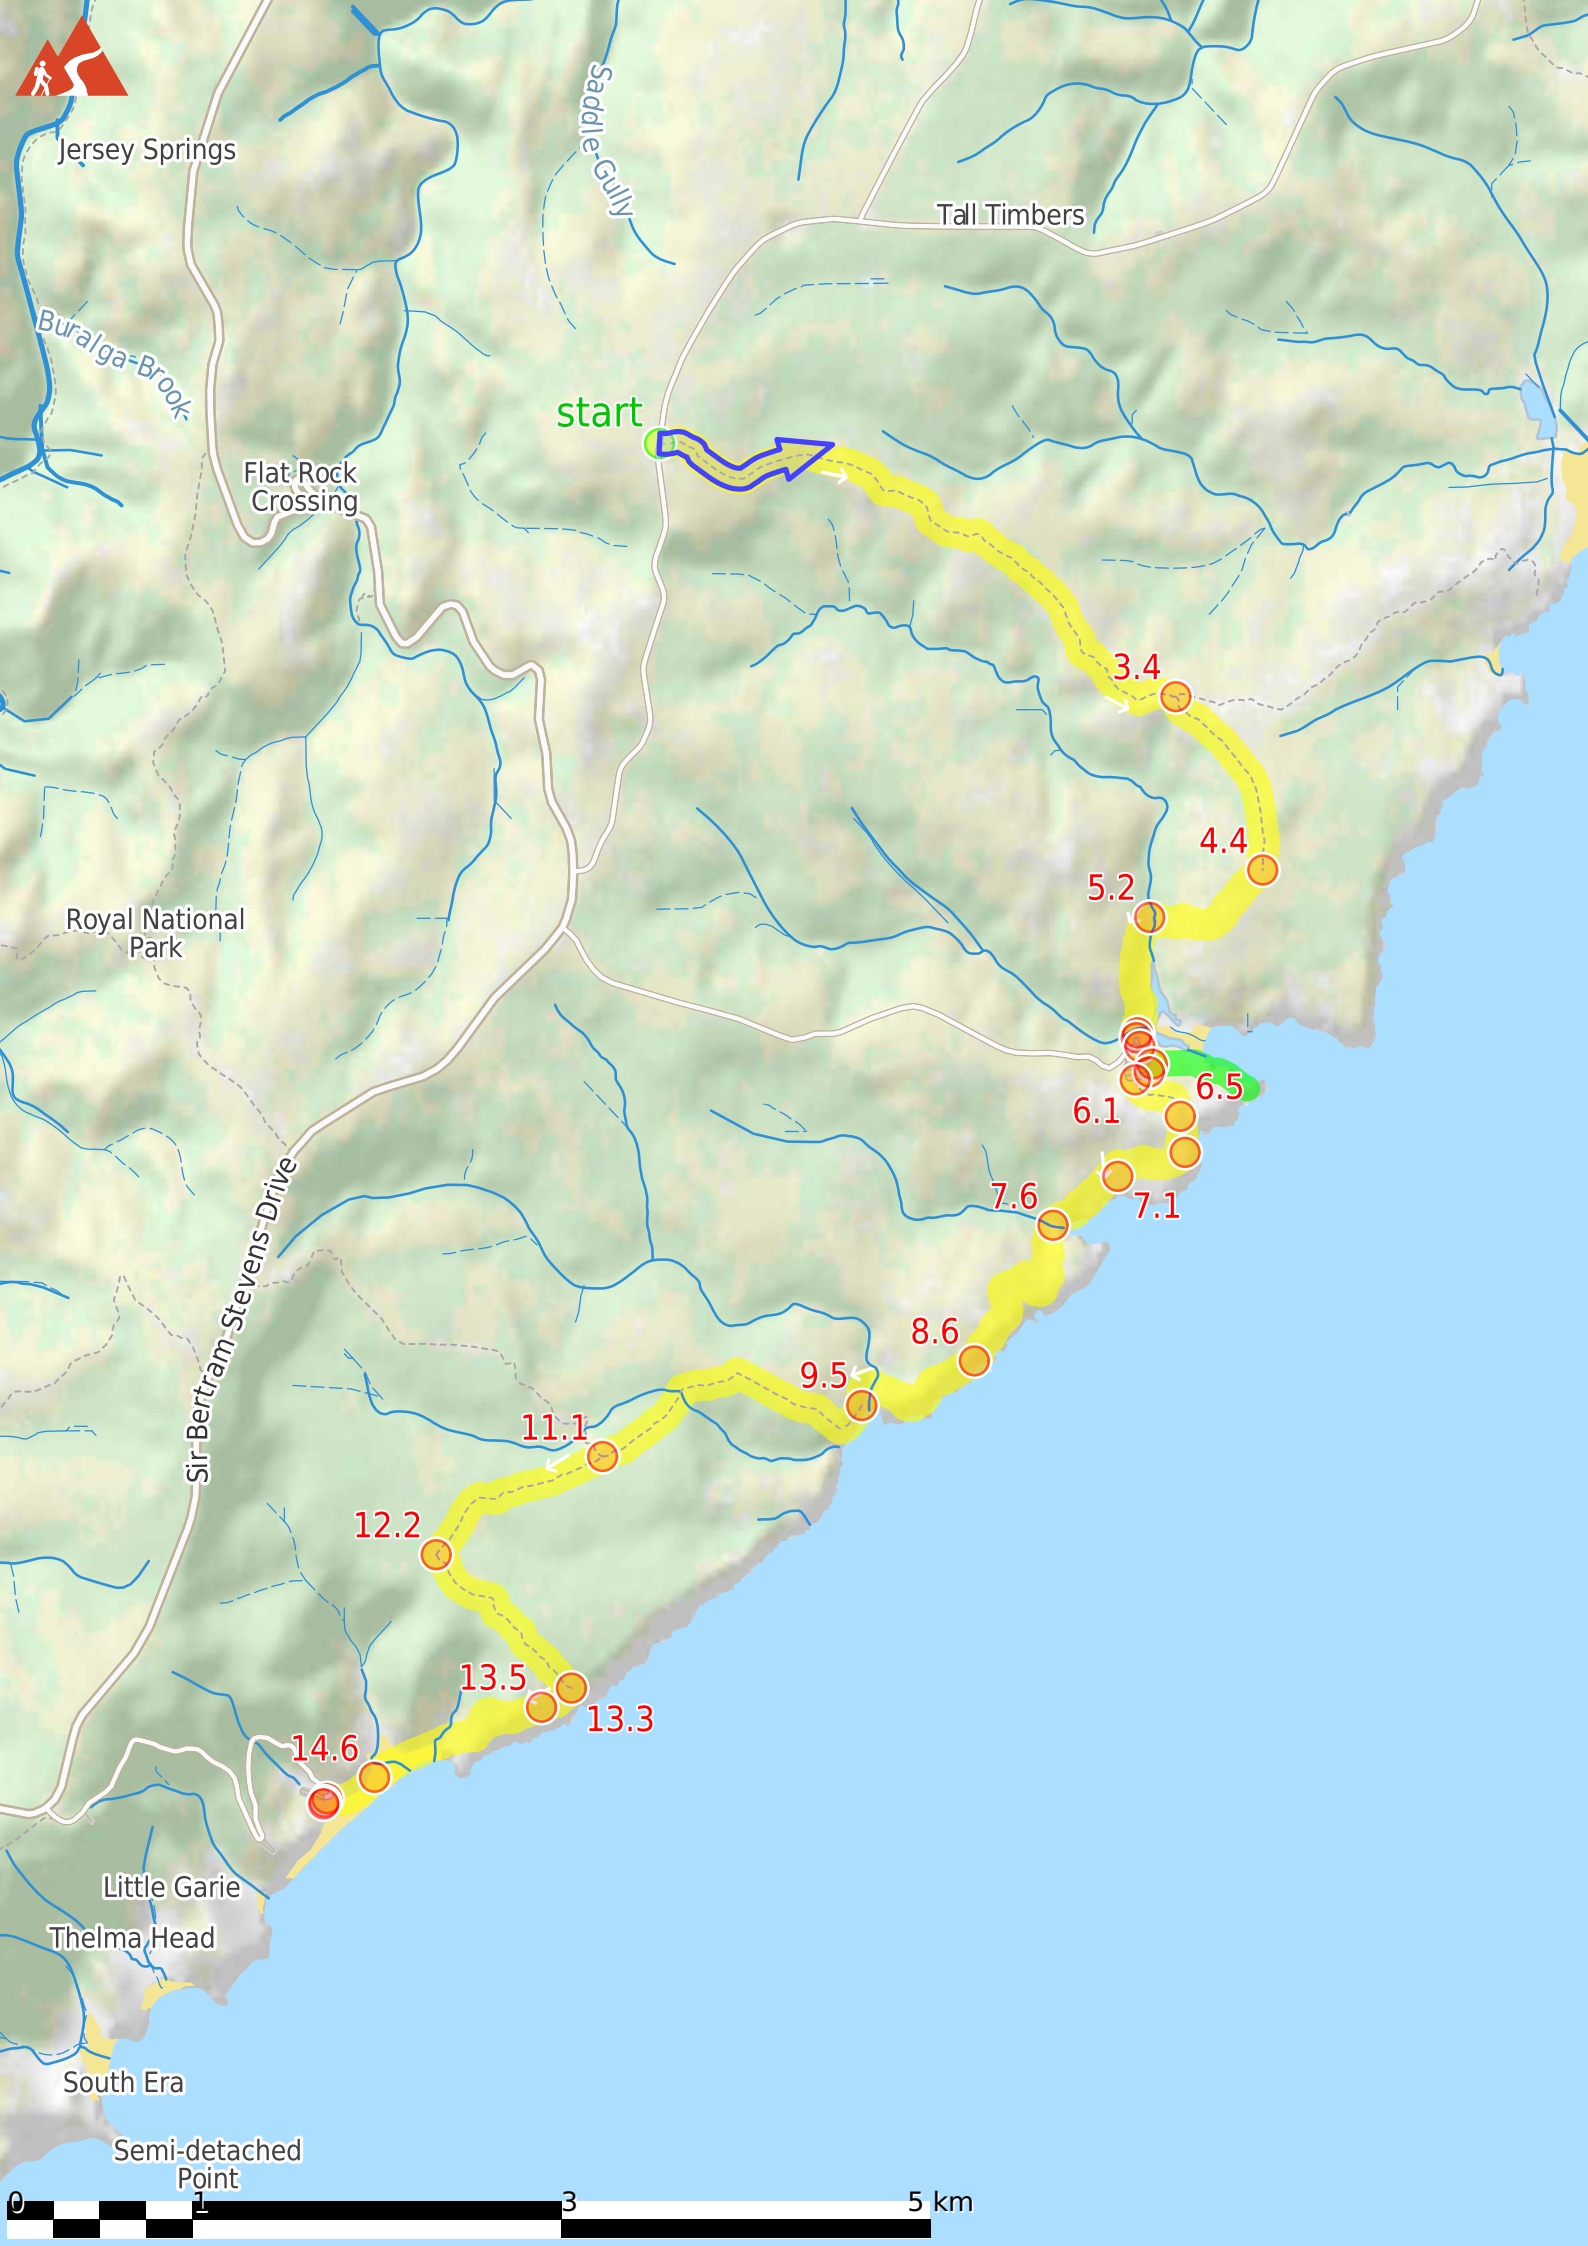 Saddle Gully
Jersey Springs
Tall Timbers
Buralga Brook
start
Flat Rock
Crossing
3.4
4.4
5.2
Royal National
Park
6.5
6.1
7.6
7.1
Sir Bertram Stevens Drive
8.6
9.5
11.1
12.2
13.5
13.3
14.6
Little Garie
Thelma Head
South Era
Semi-detached
Point
0 1 3 5 km